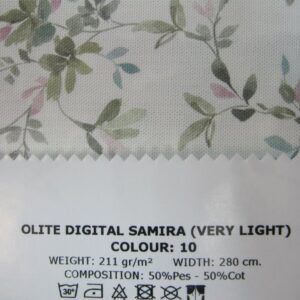 OLITE DIGITAL SAMIRA (VERY LIGHT)
COLOUR: 10
WEIGHT: 211 gr/m² WIDTH: 280 cm.
COMPOSITION: 50%Pes - 50%Cot
30°